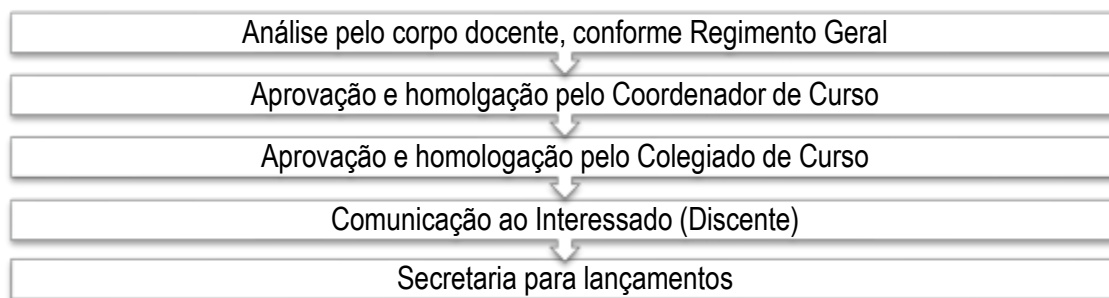 Análise pelo corpo docente, conforme Regimento Geral
Aprovação e homolgação pelo Coordenador de Curso
Aprovação e homologação pelo Colegiado de Curso
Comunicação ao Interessado (Discente)
Secretaria para lançamentos